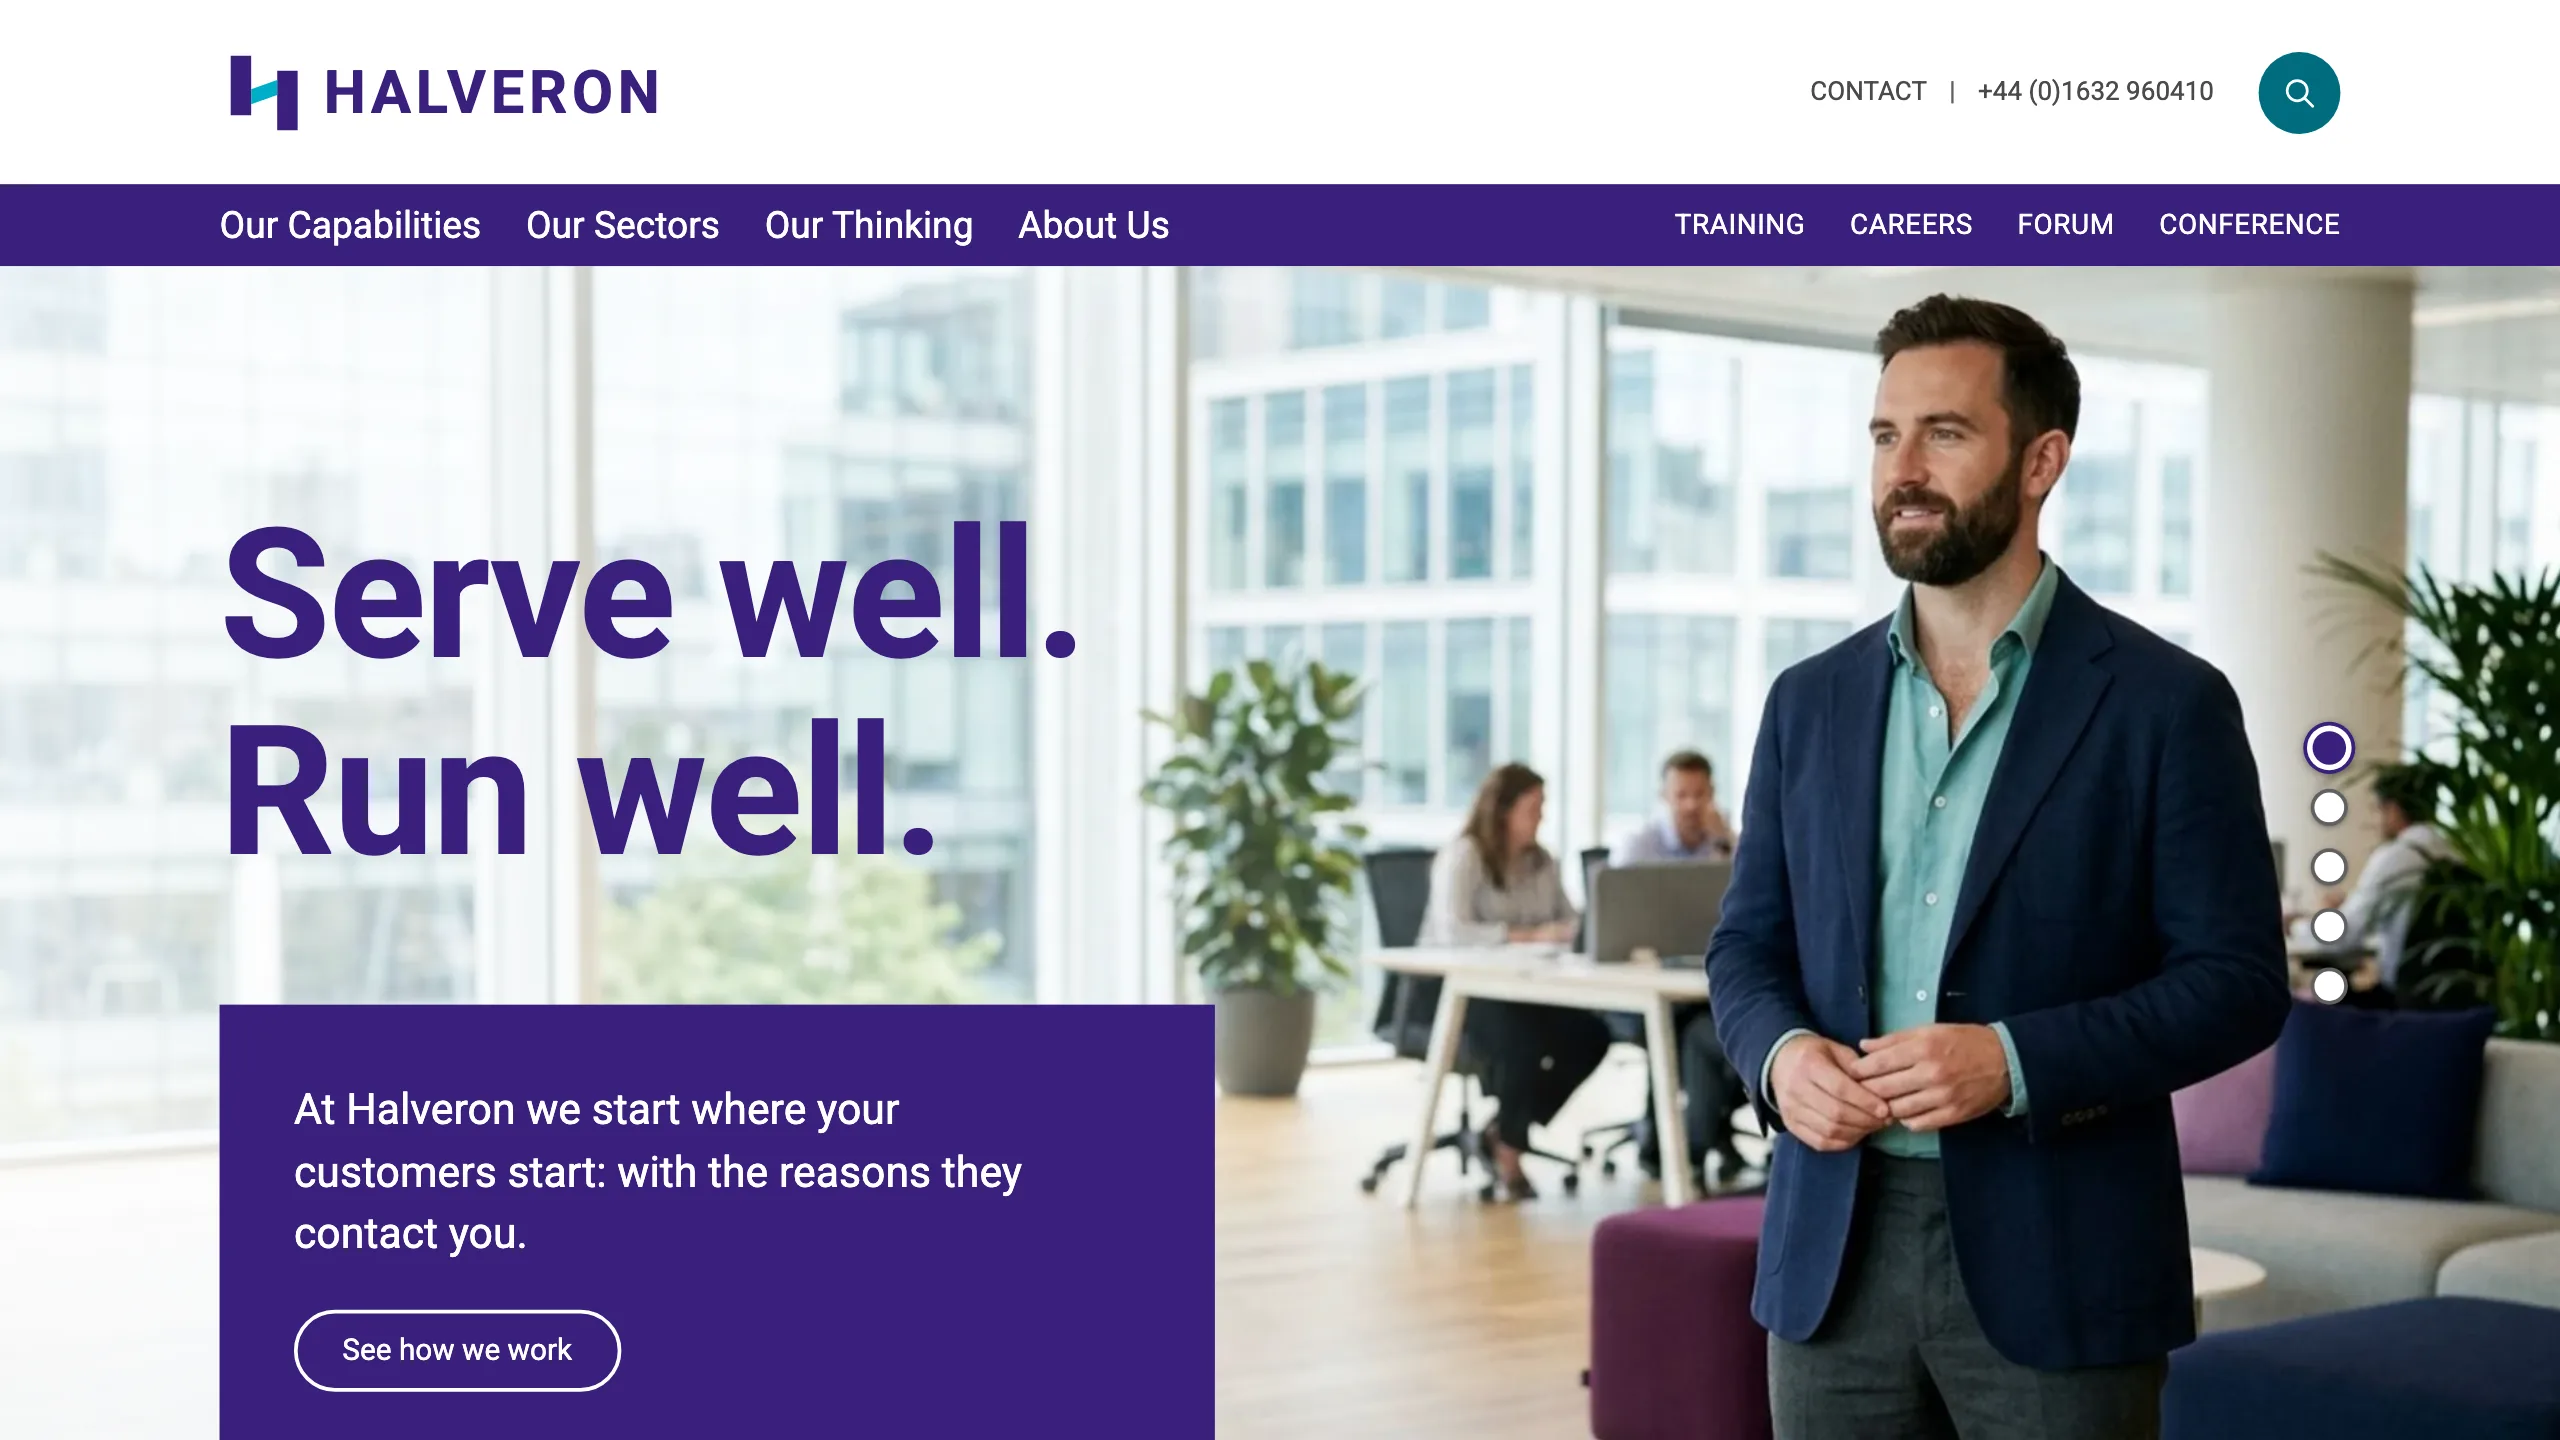 HALVERON
CONTACT | +44 (0)1632 960410
Our Capabilities Our Sectors Our Thinking About Us
TRAINING CAREERS FORUM CONFERENCE
Serve well.
Run well.
At Halveron we start where your
customers start: with the reasons they
contact you.
See how we work